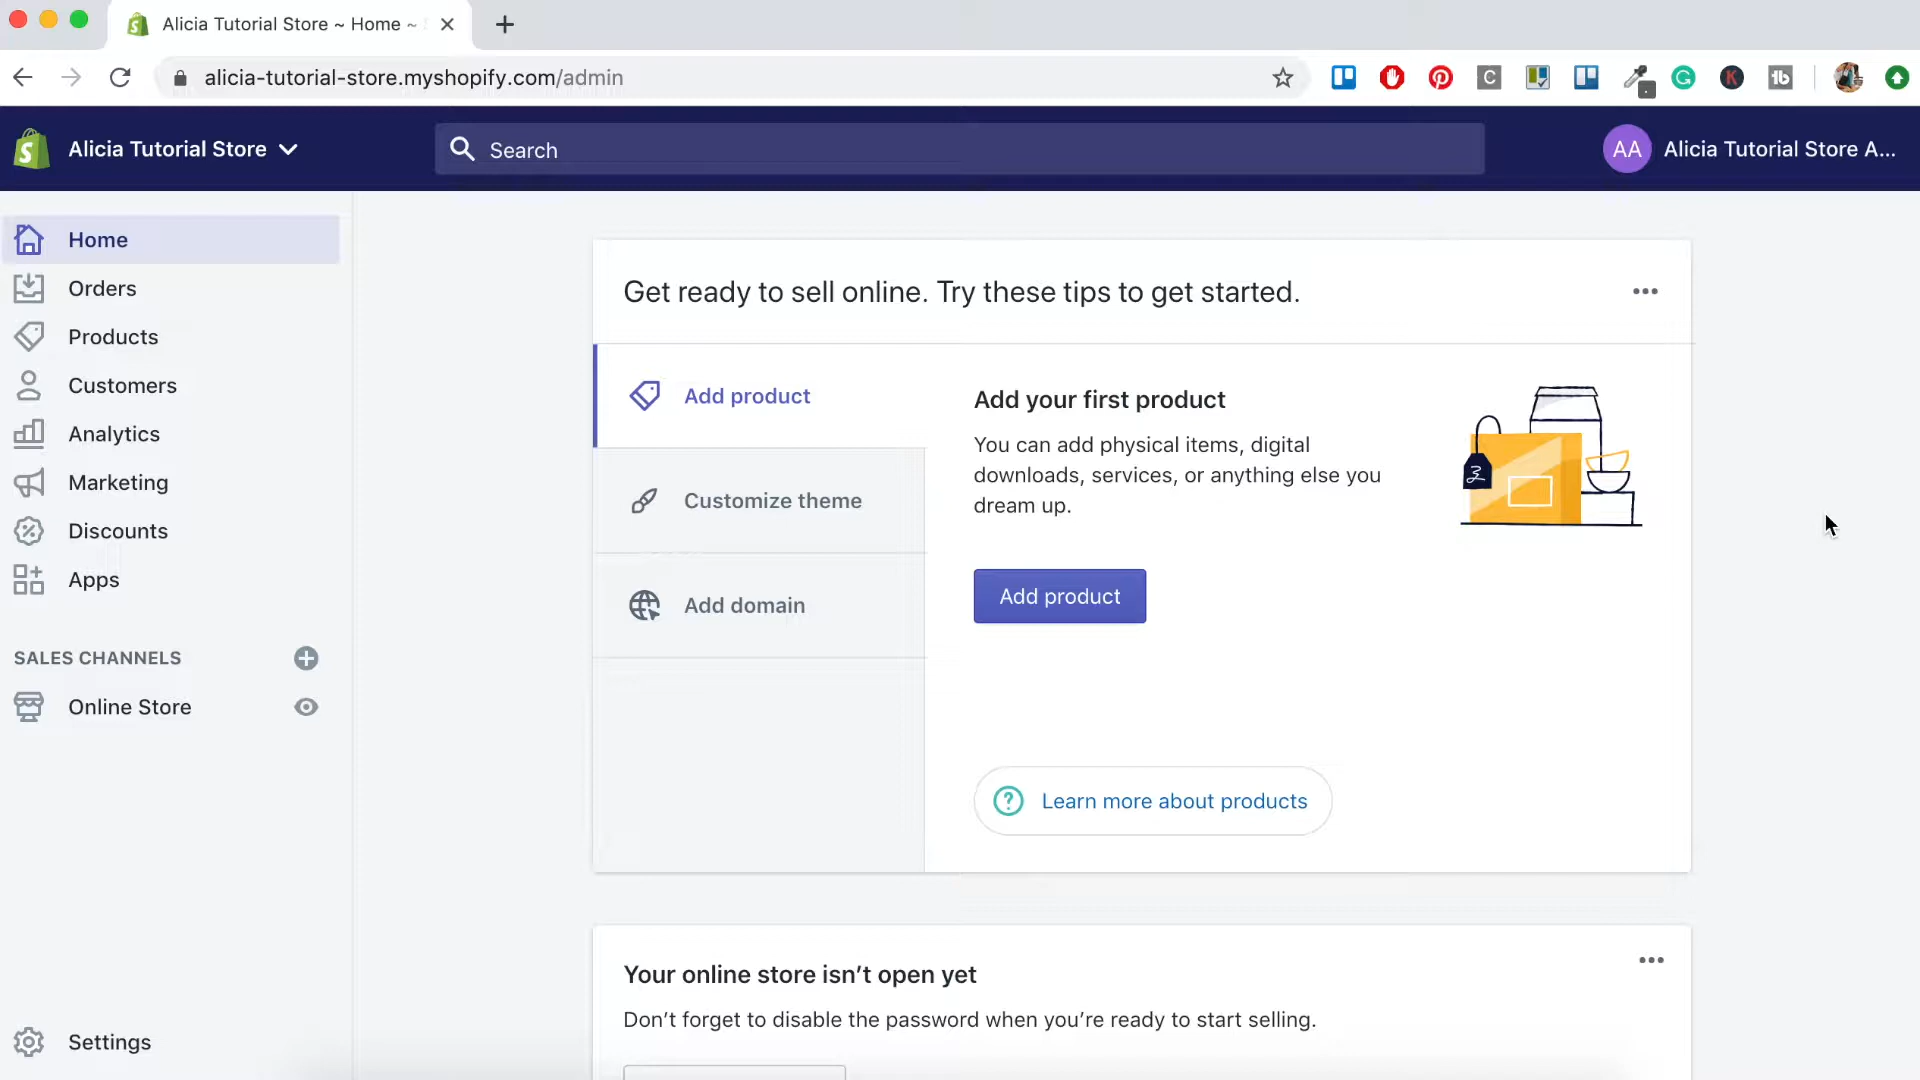 Alicia Tutorial Store ~ Home ~
alicia-tutorial-store.myshopify.com/admin
Alicia Tutorial Store
Search
AA
Alicia Tutorial Store A...
Home
Orders
Products
Customers
Analytics
Marketing
Discounts
Apps
SALES CHANNELS
Online Store
Settings
Get ready to sell online. Try these tips to get started.
Add product
Customize theme
Add domain
Add your first product
You can add physical items, digital
downloads, services, or anything else you
dream up.
Add product
Learn more about products
Your online store isn’t open yet
Don’t forget to disable the password when you’re ready to start selling.